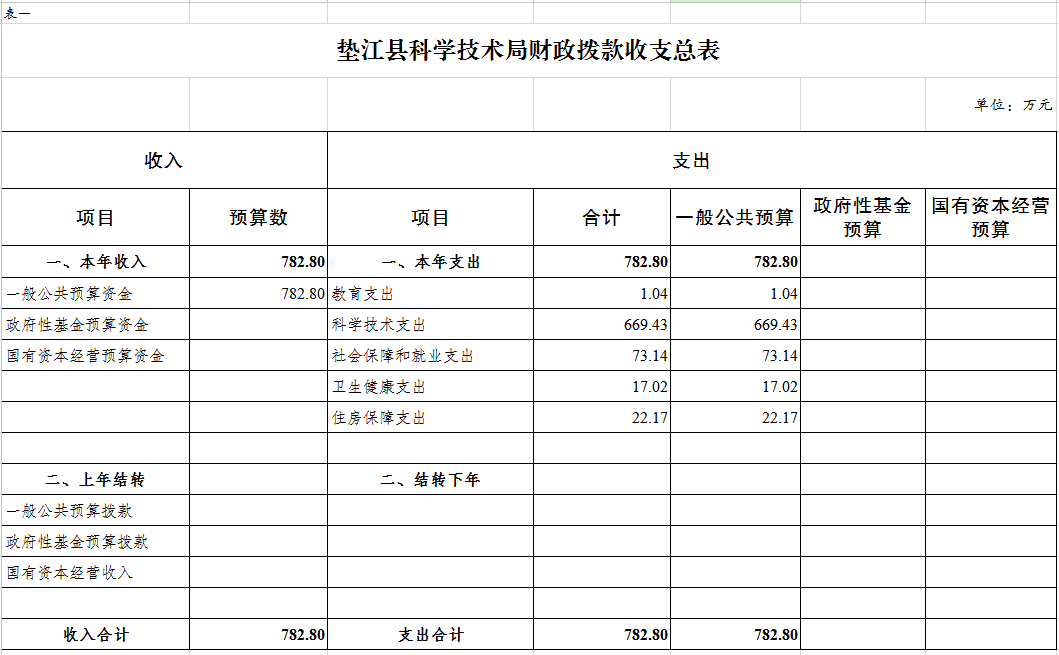 表一
垫江县科学技术局财政拨款收支总表
单位：万元
收入 支出
项目 预算数 项目 合计 一般公共预算 政府性基金预算 国有资本经营预算
一、本年收入 782.80 一、本年支出 782.80 782.80
一般公共预算资金 782.80 教育支出 1.04 1.04
政府性基金预算资金 科学技术支出 669.43 669.43
国有资本经营预算资金 社会保障和就业支出 73.14 73.14
卫生健康支出 17.02 17.02
住房保障支出 22.17 22.17
二、上年结转 二、结转下年
一般公共预算拨款
政府性基金预算拨款
国有资本经营收入
收入合计 782.80 支出合计 782.80 782.80